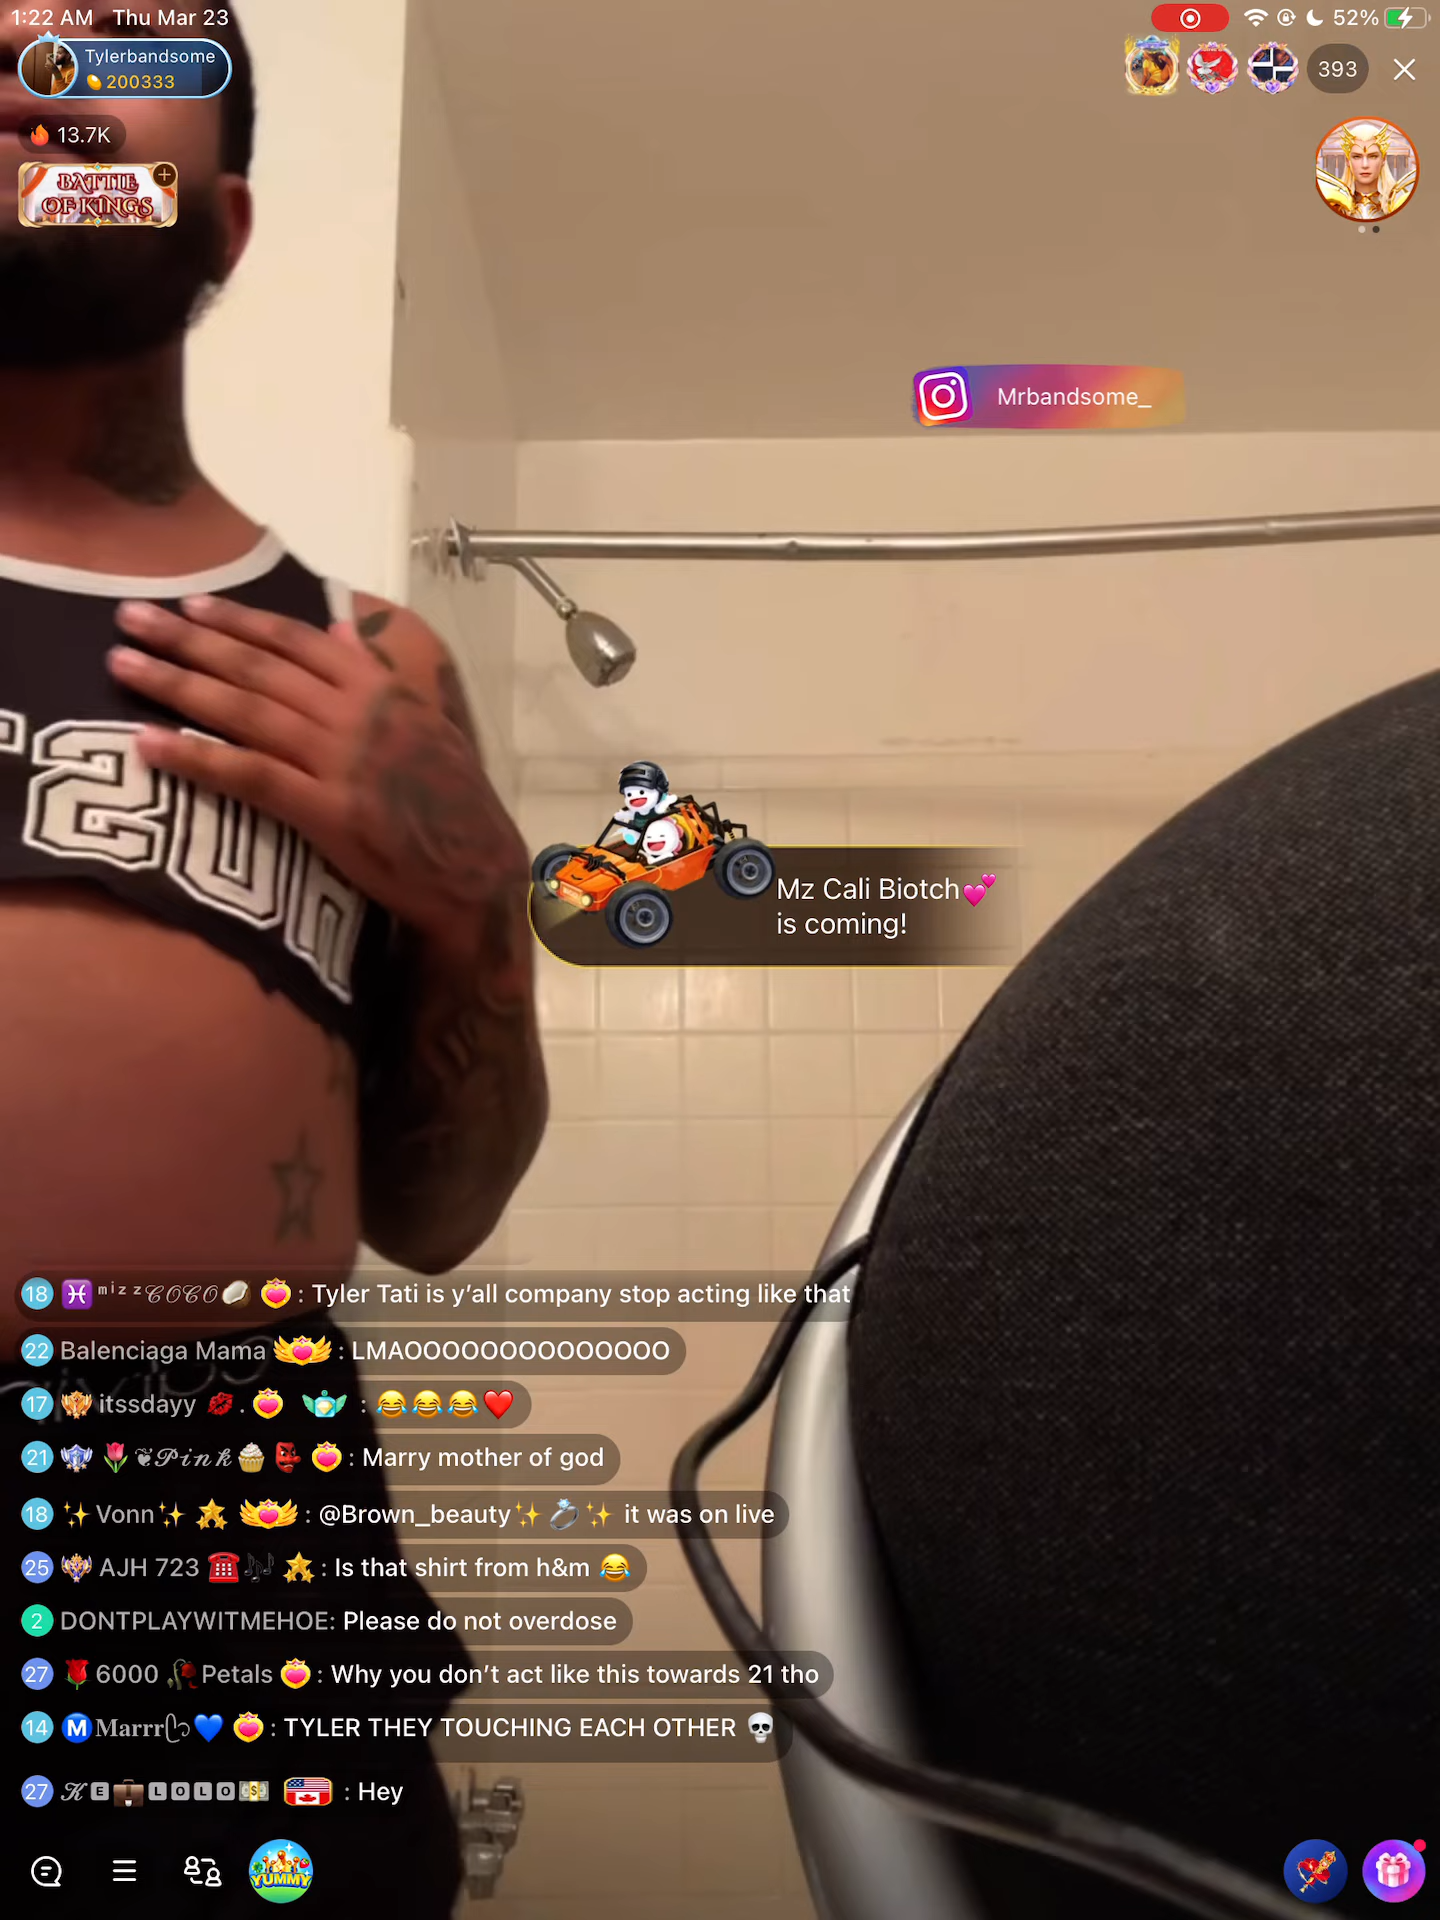 1:22 AM Thu Mar 23
52%
Tylerbandsome
200333
393
13.7K
BATTLE
OF KINGS
Mrbandsome_
Mz Cali Biotch💕
is coming!
18 ♓ ᵐⁱᶻ ᶻ𝒞𝒪𝒞𝒪🥥 : Tyler Tati is y’all company stop acting like that
22 Balenciaga Mama : LMAOOOOOOOOOOOOOO
17 itssdayy 💋 . : 😂😂😂❤️
21 🌷❦𝒫𝒾𝓃𝓀🧁👺 : Marry mother of god
18 ✨Vonn✨ : @Brown_beauty✨💍✨ it was on live
25 AJH 723 ☎️🎶 : Is that shirt from h&m 😂
2 DONTPLAYWITMEHOE: Please do not overdose
27 🌹6000 🥀Petals : Why you don’t act like this towards 21 tho
14 Ⓜ️𝐌𝐚𝐫𝐫𝐫💙 : TYLER THEY TOUCHING EACH OTHER 💀
27 𝒦🅴💼🅻🅾🅻🅾💵 : Hey
YUMMY